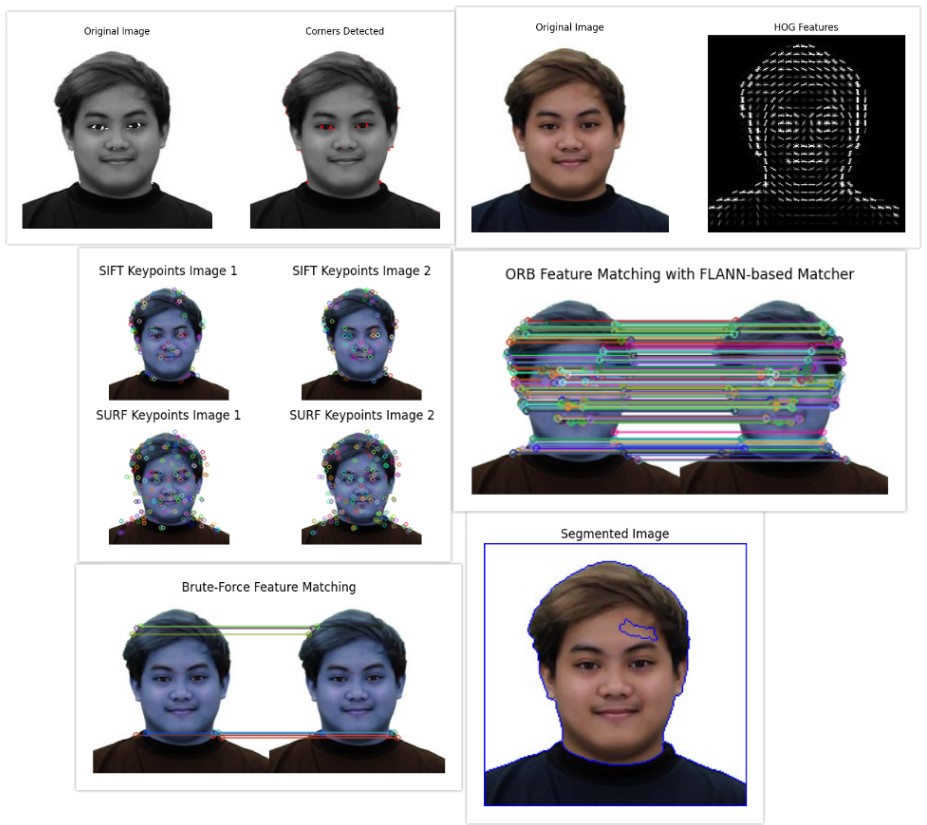 Original Image
Corners Detected
Original Image
HOG Features
SIFT Keypoints Image 1
SIFT Keypoints Image 2
SURF Keypoints Image 1
SURF Keypoints Image 2
ORB Feature Matching with FLANN-based Matcher
Brute-Force Feature Matching
Segmented Image